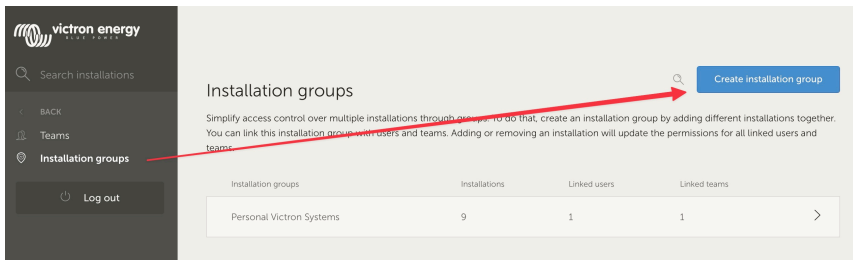 victron energy
BLUE POWER
Search installations
BACK
Teams
Installation groups
Log out
Create installation group
Installation groups
Simplify access control over multiple installations through groups. To do that, create an installation group by adding different installations together.
You can link this installation group with users and teams. Adding or removing an installation will update the permissions for all linked users and
teams.
Installation groups Installations Linked users Linked teams
Personal Victron Systems 9 1 1